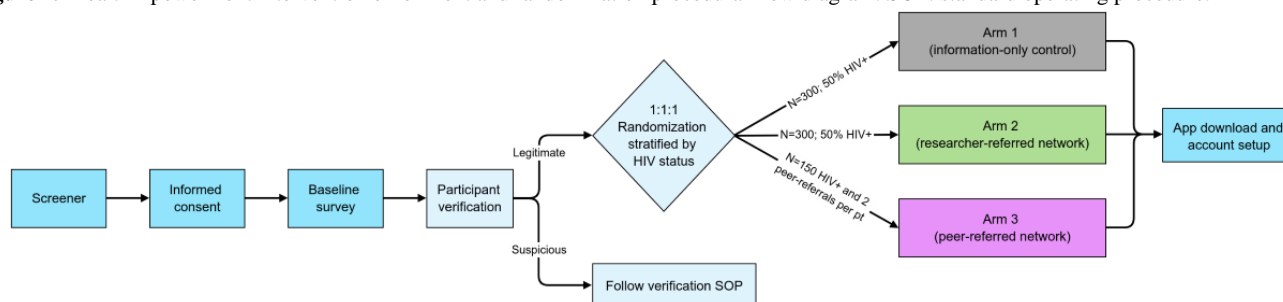 Screener
Informed
consent
Baseline
survey
Participant
verification
Legitimate
Suspicious
1:1:1
Randomization
stratified by
HIV status
Follow verification SOP
N=300; 50% HIV+
N=300; 50% HIV+
N=150 HIV+ and 2
peer-referrals per pt
Arm 1
(information-only control)
Arm 2
(researcher-referred network)
Arm 3
(peer-referred network)
App download and
account setup